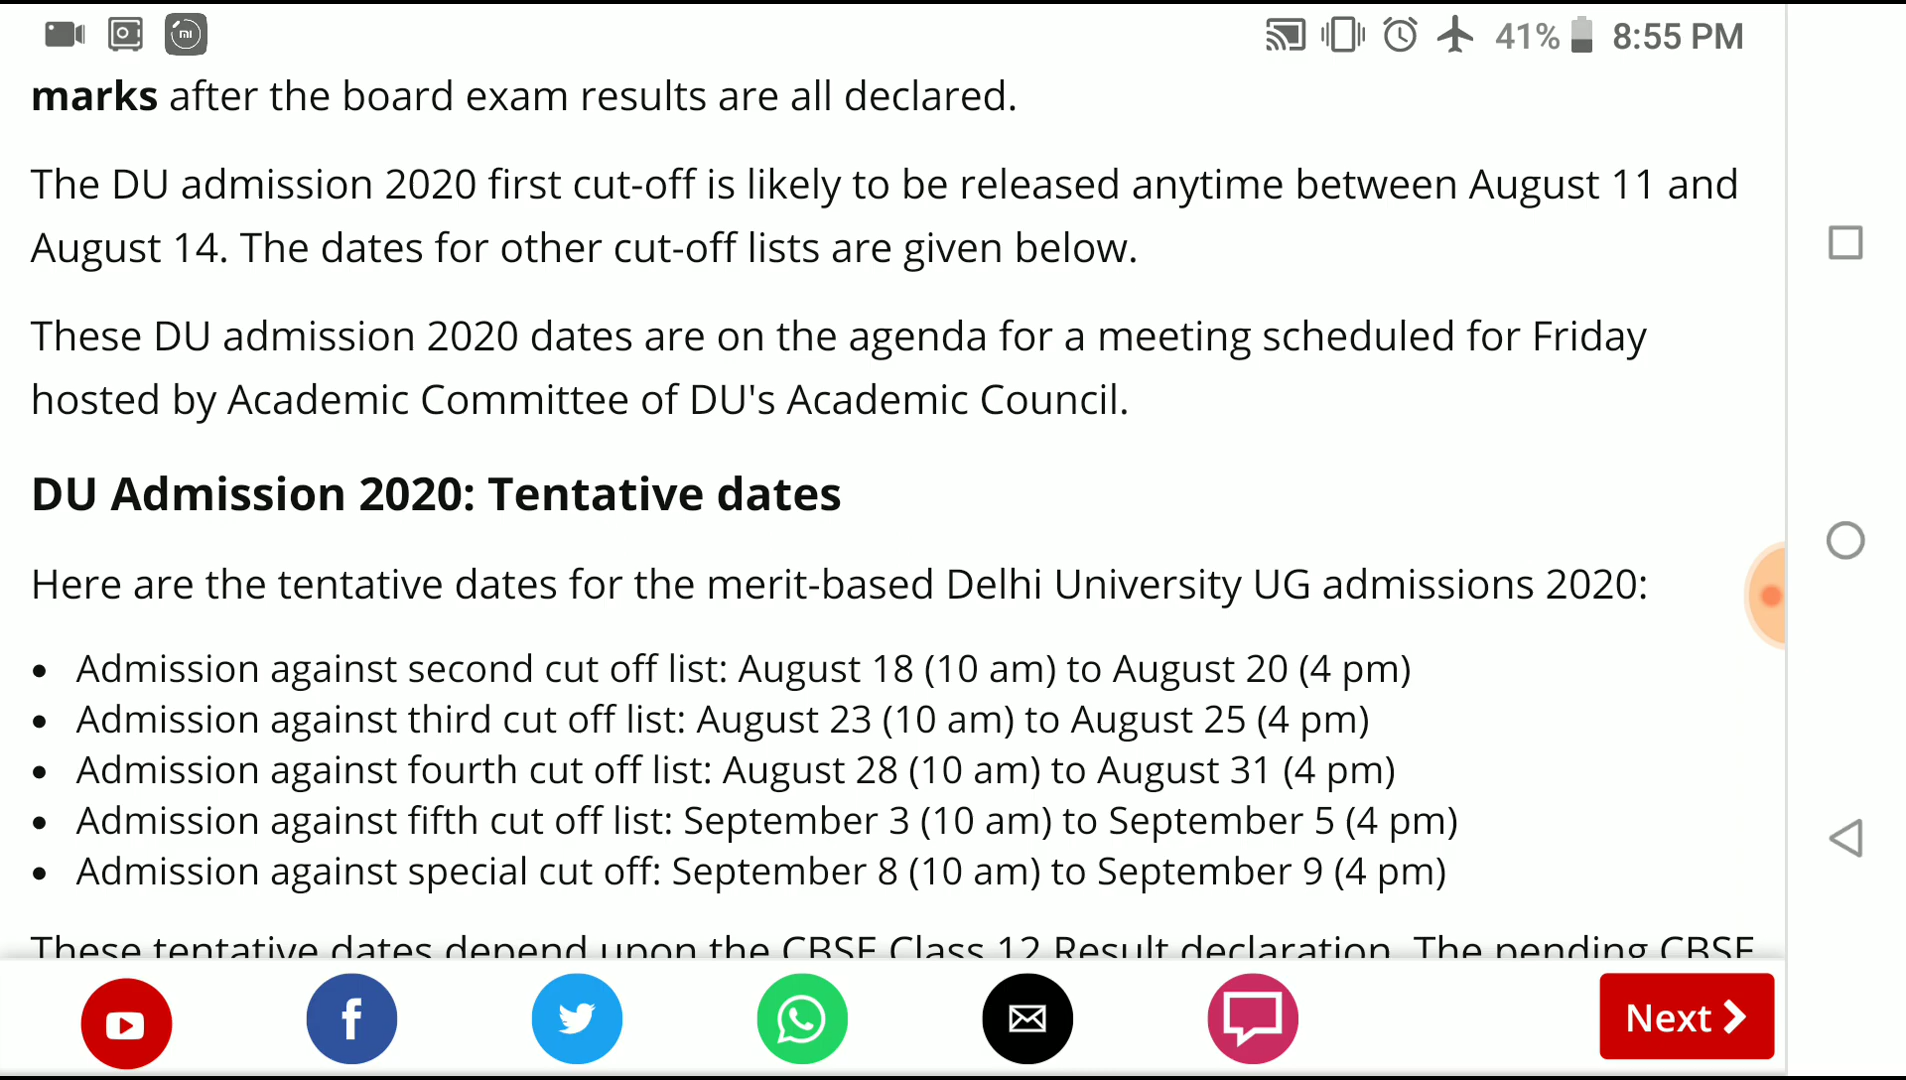 41% 8:55 PM
marks after the board exam results are all declared.
The DU admission 2020 first cut-off is likely to be released anytime between August 11 and
August 14. The dates for other cut-off lists are given below.
These DU admission 2020 dates are on the agenda for a meeting scheduled for Friday
hosted by Academic Committee of DU's Academic Council.
DU Admission 2020: Tentative dates
Here are the tentative dates for the merit-based Delhi University UG admissions 2020:
• Admission against second cut off list: August 18 (10 am) to August 20 (4 pm)
• Admission against third cut off list: August 23 (10 am) to August 25 (4 pm)
• Admission against fourth cut off list: August 28 (10 am) to August 31 (4 pm)
• Admission against fifth cut off list: September 3 (10 am) to September 5 (4 pm)
• Admission against special cut off: September 8 (10 am) to September 9 (4 pm)
These tentative dates depend upon the CBSE Class 12 Result declaration. The pending CBSE
Next